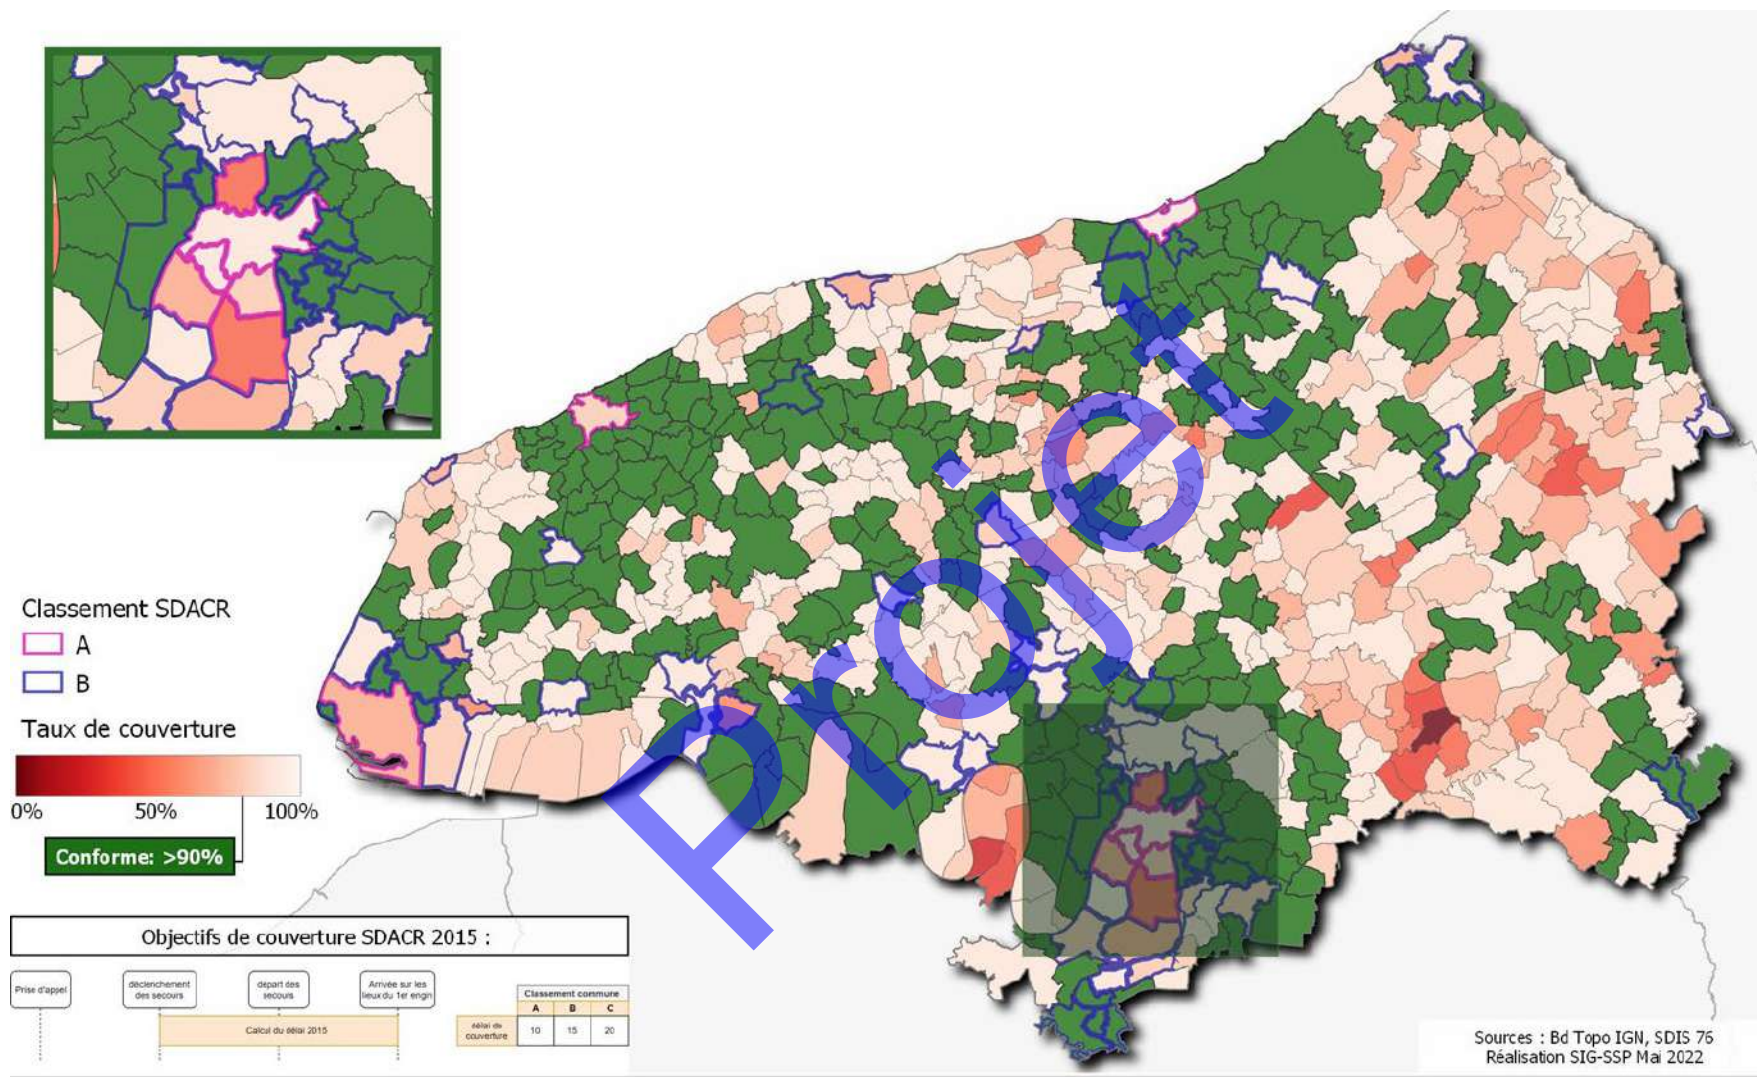 Classement SDACR
A
B
Taux de couverture
0% 50% 100%
Conforme: >90%
Objectifs de couverture SDACR 2015 :
Prise d'appel
déclenchement
des secours
départ des
secours
Arrivée sur les
lieux du 1er engin
Calcul du délai 2015
Classement commune
A B C
délai de
couverture
10 15 20
Projet
Sources : Bd Topo IGN, SDIS 76
Réalisation SIG-SSP Mai 2022